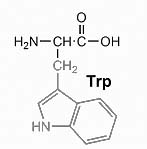 O
H₂N–CH–C–OH
CH₂
Trp
HN